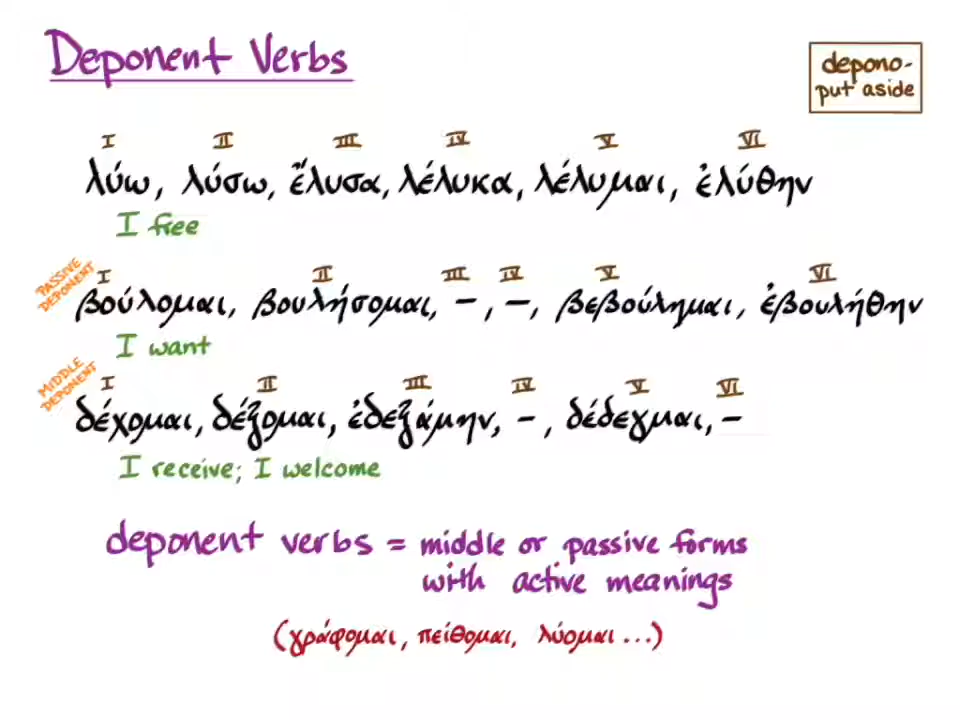 Deponent Verbs
depono-
put aside
I II III IV V VI
λύω, λύσω, ἔλυσα, λέλυκα, λέλυμαι, ἐλύθην
I free
PASSIVE
DEPONENT
I II III IV V VI
βούλομαι, βουλήσομαι, –, –, βεβούλημαι, ἐβουλήθην
I want
MIDDLE
DEPONENT
I II III IV V VI
δέχομαι, δέξομαι, ἐδεξάμην, –, δέδεγμαι, –
I receive; I welcome
deponent verbs = middle or passive forms
with active meanings
(γράφομαι, πείθομαι, λύομαι ...)